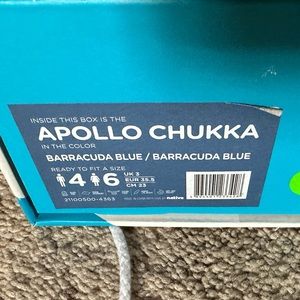 INSIDE THIS BOX IS THE
APOLLO CHUKKA
IN THE COLOR
BARRACUDA BLUE / BARRACUDA BLUE
READY TO FIT A SIZE
4 6 UK 3
EUR 35.5
CM 23
21100500-4363
native